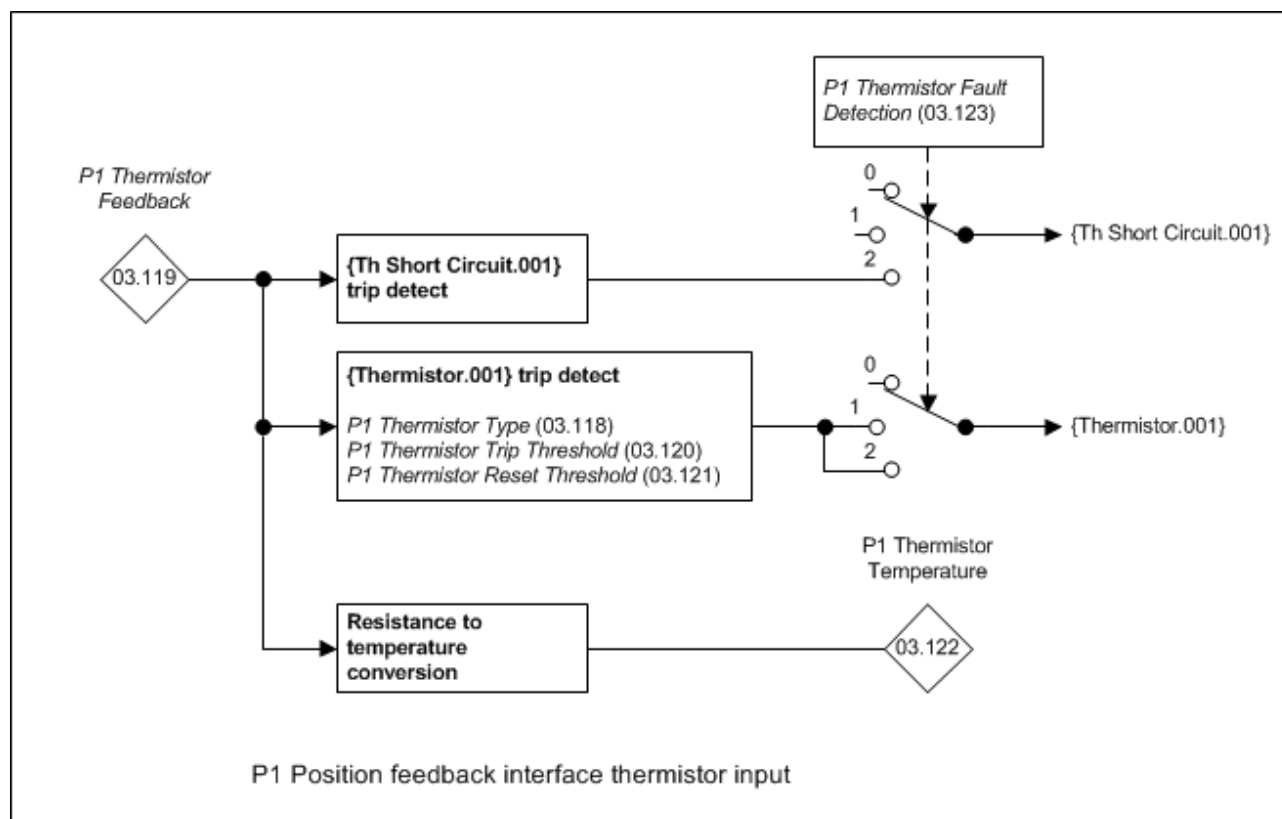 P1 Thermistor Fault
Detection (03.123)
P1 Thermistor
Feedback
03.119
{Th Short Circuit.001}
trip detect
0
1
2
{Th Short Circuit.001}
{Thermistor.001} trip detect
P1 Thermistor Type (03.118)
P1 Thermistor Trip Threshold (03.120)
P1 Thermistor Reset Threshold (03.121)
0
1
2
{Thermistor.001}
P1 Thermistor
Temperature
Resistance to
temperature
conversion
03.122
P1 Position feedback interface thermistor input